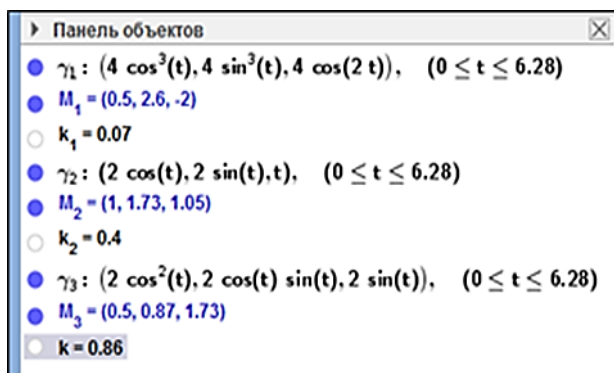 Панель объектов
γ₁: (4 cos³(t), 4 sin³(t), 4 cos(2 t)), (0 ≤ t ≤ 6.28)
M₁ = (0.5, 2.6, -2)
k₁ = 0.07
γ₂: (2 cos(t), 2 sin(t), t), (0 ≤ t ≤ 6.28)
M₂ = (1, 1.73, 1.05)
k₂ = 0.4
γ₃: (2 cos²(t), 2 cos(t) sin(t), 2 sin(t)), (0 ≤ t ≤ 6.28)
M₃ = (0.5, 0.87, 1.73)
k = 0.86